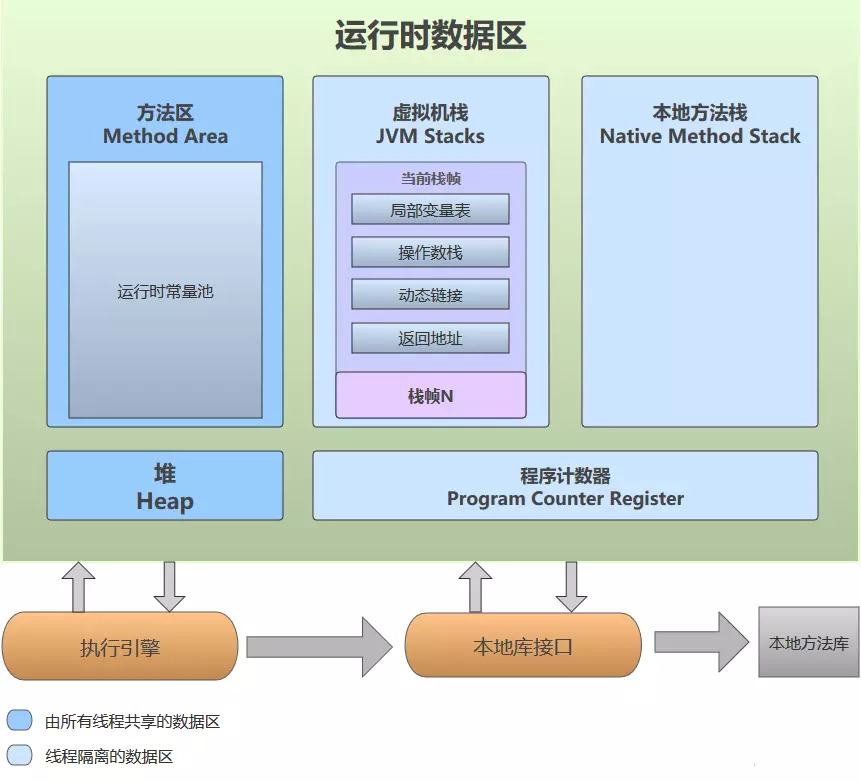 运行时数据区
方法区
Method Area
运行时常量池
虚拟机栈
JVM Stacks
当前栈帧
局部变量表
操作数栈
动态链接
返回地址
栈帧N
本地方法栈
Native Method Stack
堆
Heap
程序计数器
Program Counter Register
执行引擎
本地库接口
本地方法库
由所有线程共享的数据区
线程隔离的数据区